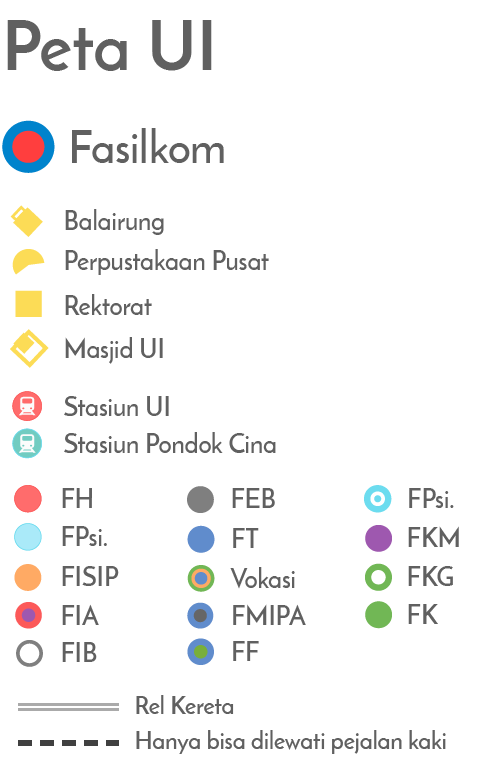 Peta UI
Fasilkom
Balairung
Perpustakaan Pusat
Rektorat
Masjid UI
Stasiun UI
Stasiun Pondok Cina
FH
FPsi.
FISIP
FIA
FIB
FEB
FT
Vokasi
FMIPA
FF
FPsi.
FKM
FKG
FK
Rel Kereta
Hanya bisa dilewati pejalan kaki